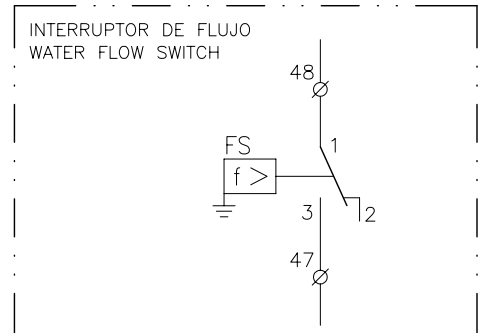 INTERRUPTOR DE FLUJO
WATER FLOW SWITCH
48
1
FS
f >
3
2
47